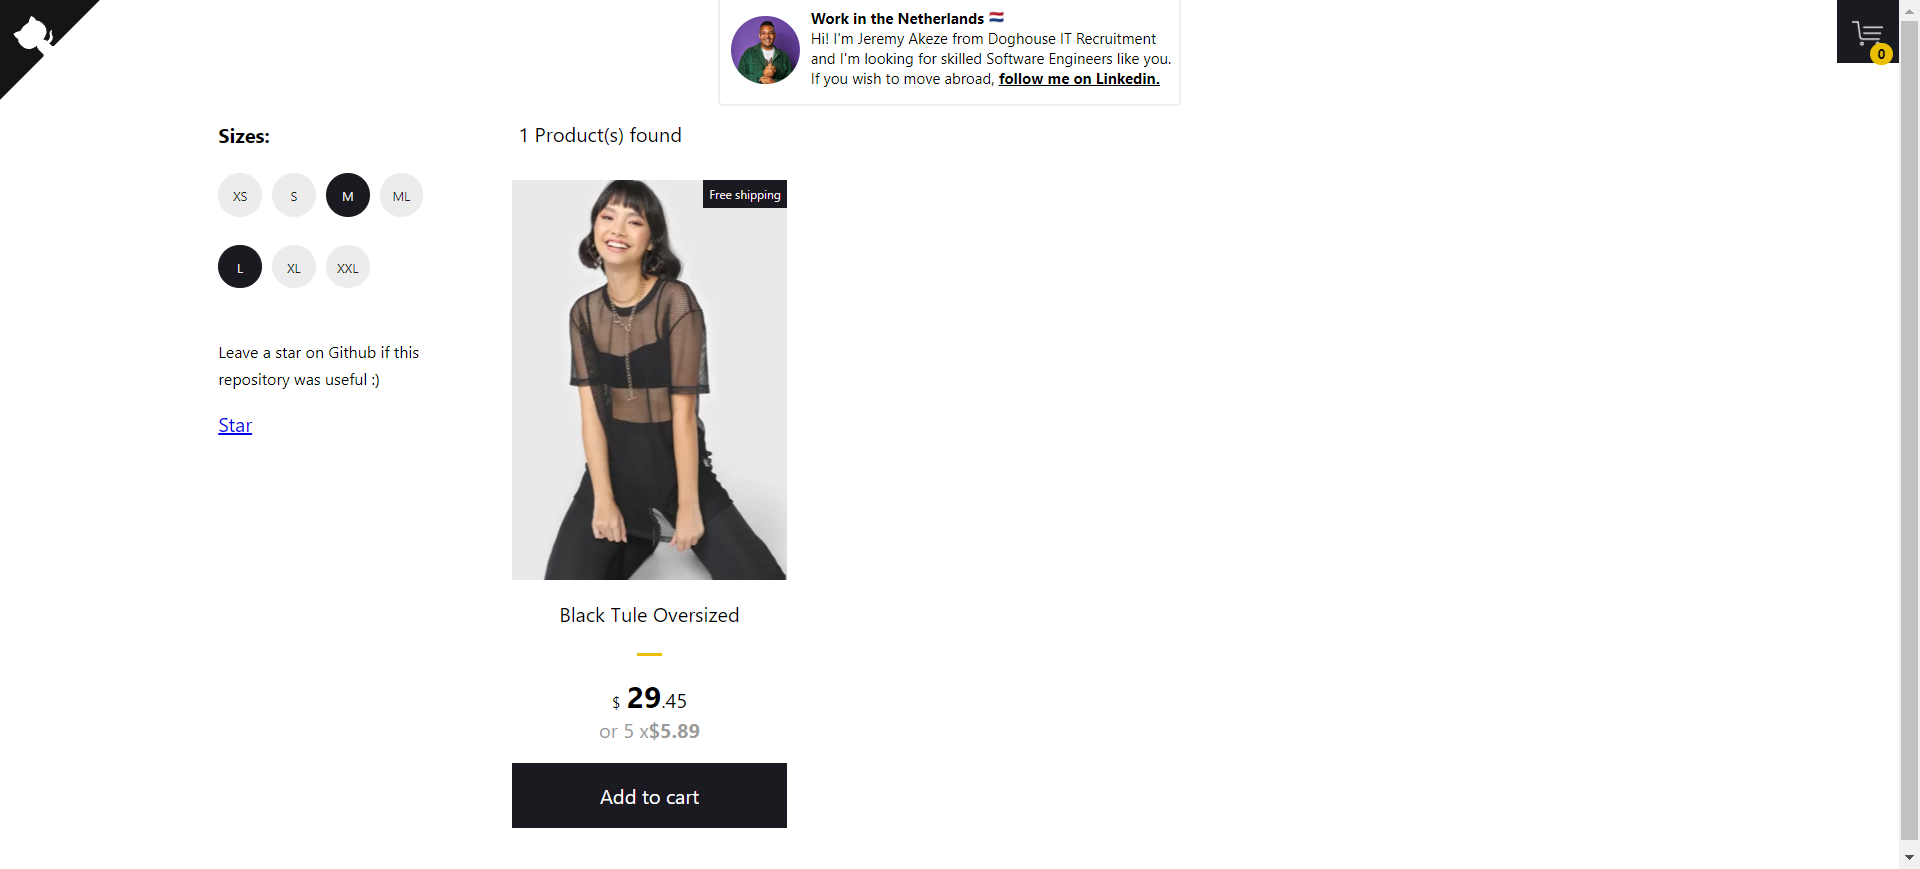 Work in the Netherlands 🇳🇱
Hi! I'm Jeremy Akeze from Doghouse IT Recruitment
and I'm looking for skilled Software Engineers like you.
If you wish to move abroad, follow me on Linkedin.
0
Sizes:
XS S M ML
L XL XXL
Leave a star on Github if this
repository was useful :)
Star
1 Product(s) found
Free shipping
Black Tule Oversized
$ 29.45
or 5 x$5.89
Add to cart